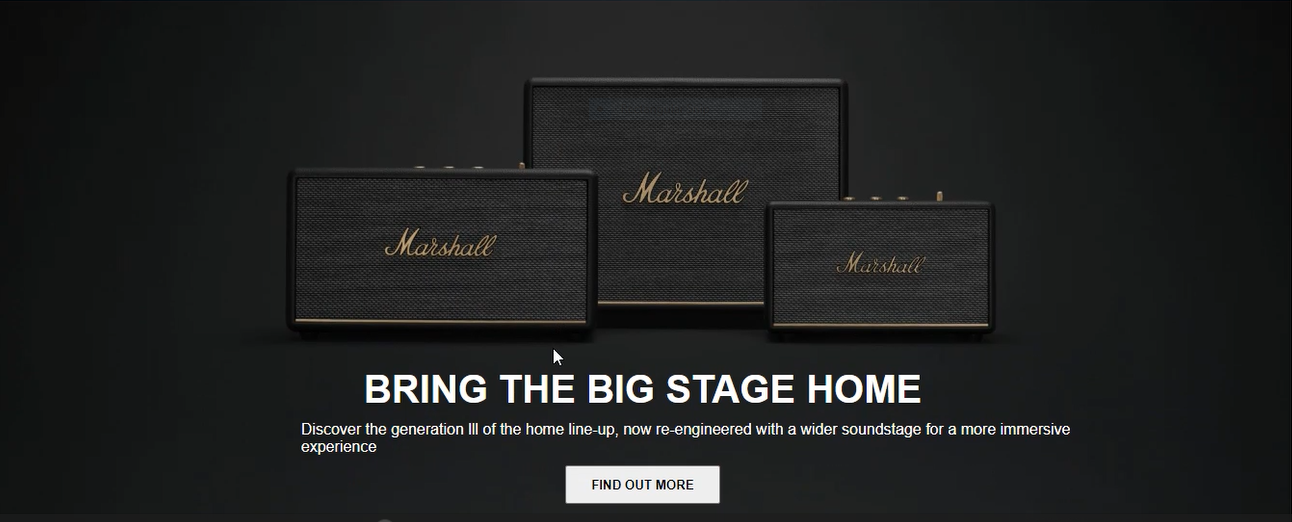 Marshall
Marshall
Marshall
BRING THE BIG STAGE HOME
Discover the generation III of the home line-up, now re-engineered with a wider soundstage for a more immersive
experience
FIND OUT MORE